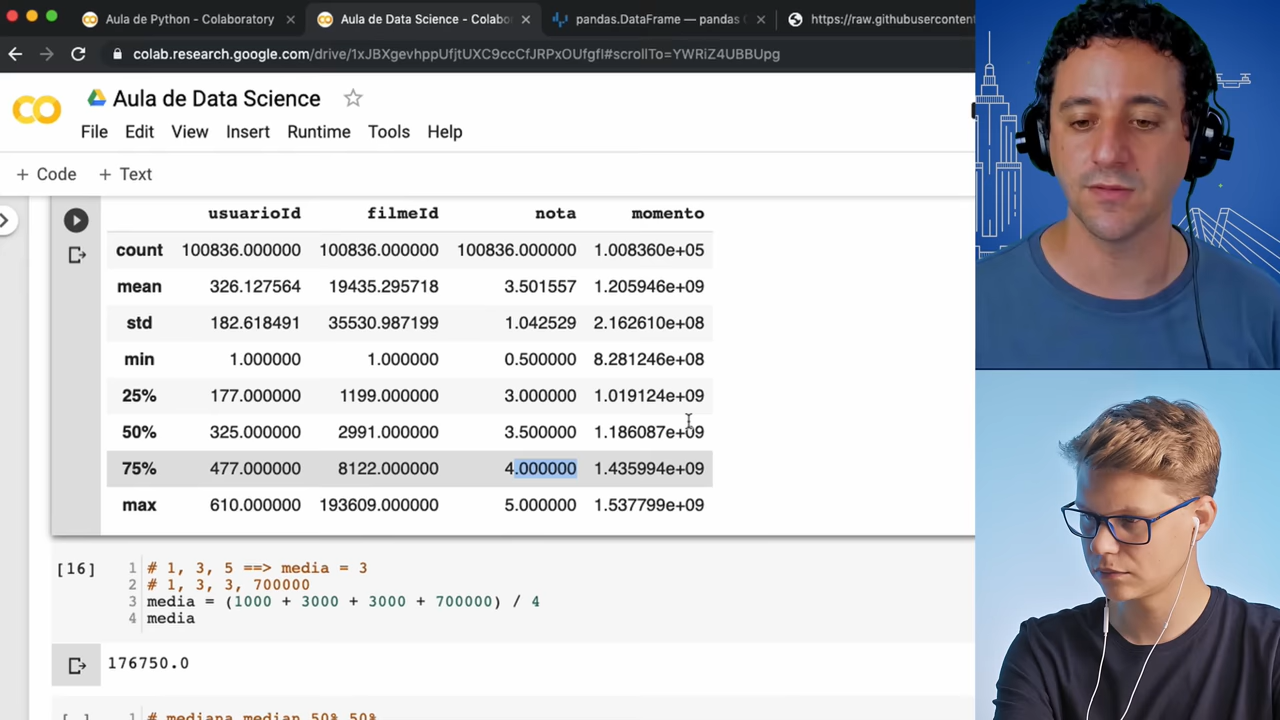 Aula de Python - Colaboratory
Aula de Data Science - Colabo
pandas.DataFrame — pandas
https://raw.githubusercontent
colab.research.google.com/drive/1xJBXgevhppUfjtUXC9ccCfJRPxOUfgfI#scrollTo=YWRiZ4UBBUpg
CO
Aula de Data Science
File Edit View Insert Runtime Tools Help
+ Code + Text
usuarioId filmeId nota momento
count 100836.000000 100836.000000 100836.000000 1.008360e+05
mean 326.127564 19435.295718 3.501557 1.205946e+09
std 182.618491 35530.987199 1.042529 2.162610e+08
min 1.000000 1.000000 0.500000 8.281246e+08
25% 177.000000 1199.000000 3.000000 1.019124e+09
50% 325.000000 2991.000000 3.500000 1.186087e+09
75% 477.000000 8122.000000 4.000000 1.435994e+09
max 610.000000 193609.000000 5.000000 1.537799e+09
[16] 1 # 1, 3, 5 ==> media = 3
2 # 1, 3, 3, 700000
3 media = (1000 + 3000 + 3000 + 700000) / 4
4 media
176750.0
[ ] 1 # mediana median 50% 50%